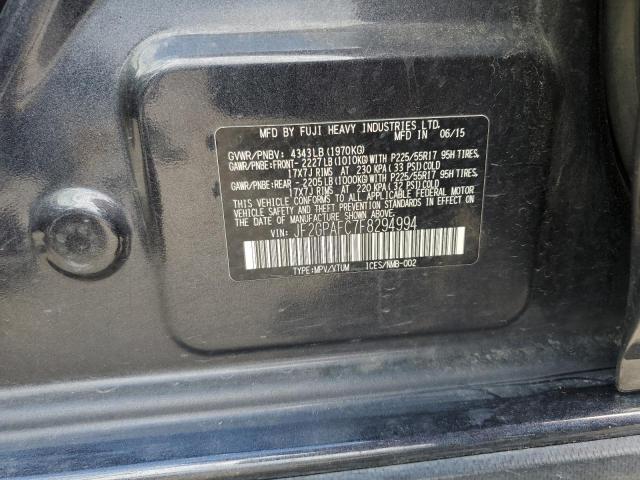 MFD BY FUJI HEAVY INDUSTRIES LTD.
MFD IN 06/15
GVWR/PNBV: 4343LB(1970KG)
GAWR/PNBE:FRONT-2227LB(1010KG)WITH P225/55R17 95H TIRES
17X7J RIMS AT 230 KPA(33 PSI)COLD
GAWR/PNBE:REAR-2205LB(1000KG)WITH P225/55R17 95H TIRES
17X7J RIMS AT 220 KPA(32 PSI)COLD
THIS VEHICLE CONFORMS TO ALL APPLICABLE FEDERAL MOTOR
VEHICLE SAFETY, BUMPER, AND THEFT PREVENTION STANDARDS
IN EFFECT ON THE DATE OF MANUFACTURE SHOWN ABOVE.
VIN: JF2GPAFC7F8294994
TYPE:MPV/VTUM ICES/NMB-002